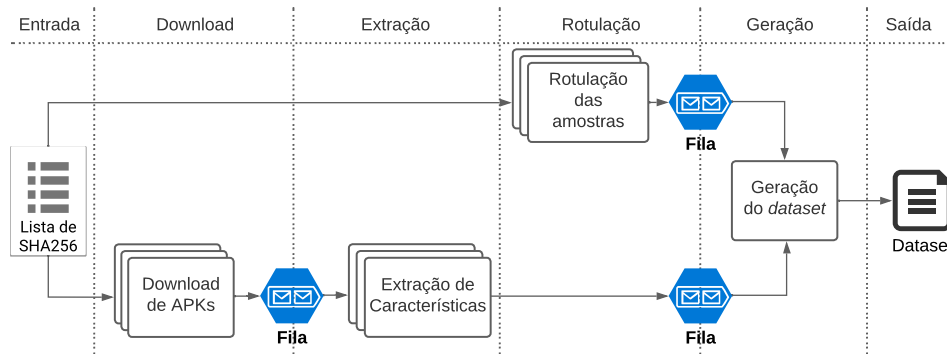 Entrada
Download
Extração
Rotulação
Geração
Saída
Rotulação
das
amostras
Fila
Lista de
SHA256
Geração
do dataset
Datase
Download
de APKs
Fila
Extração de
Características
Fila